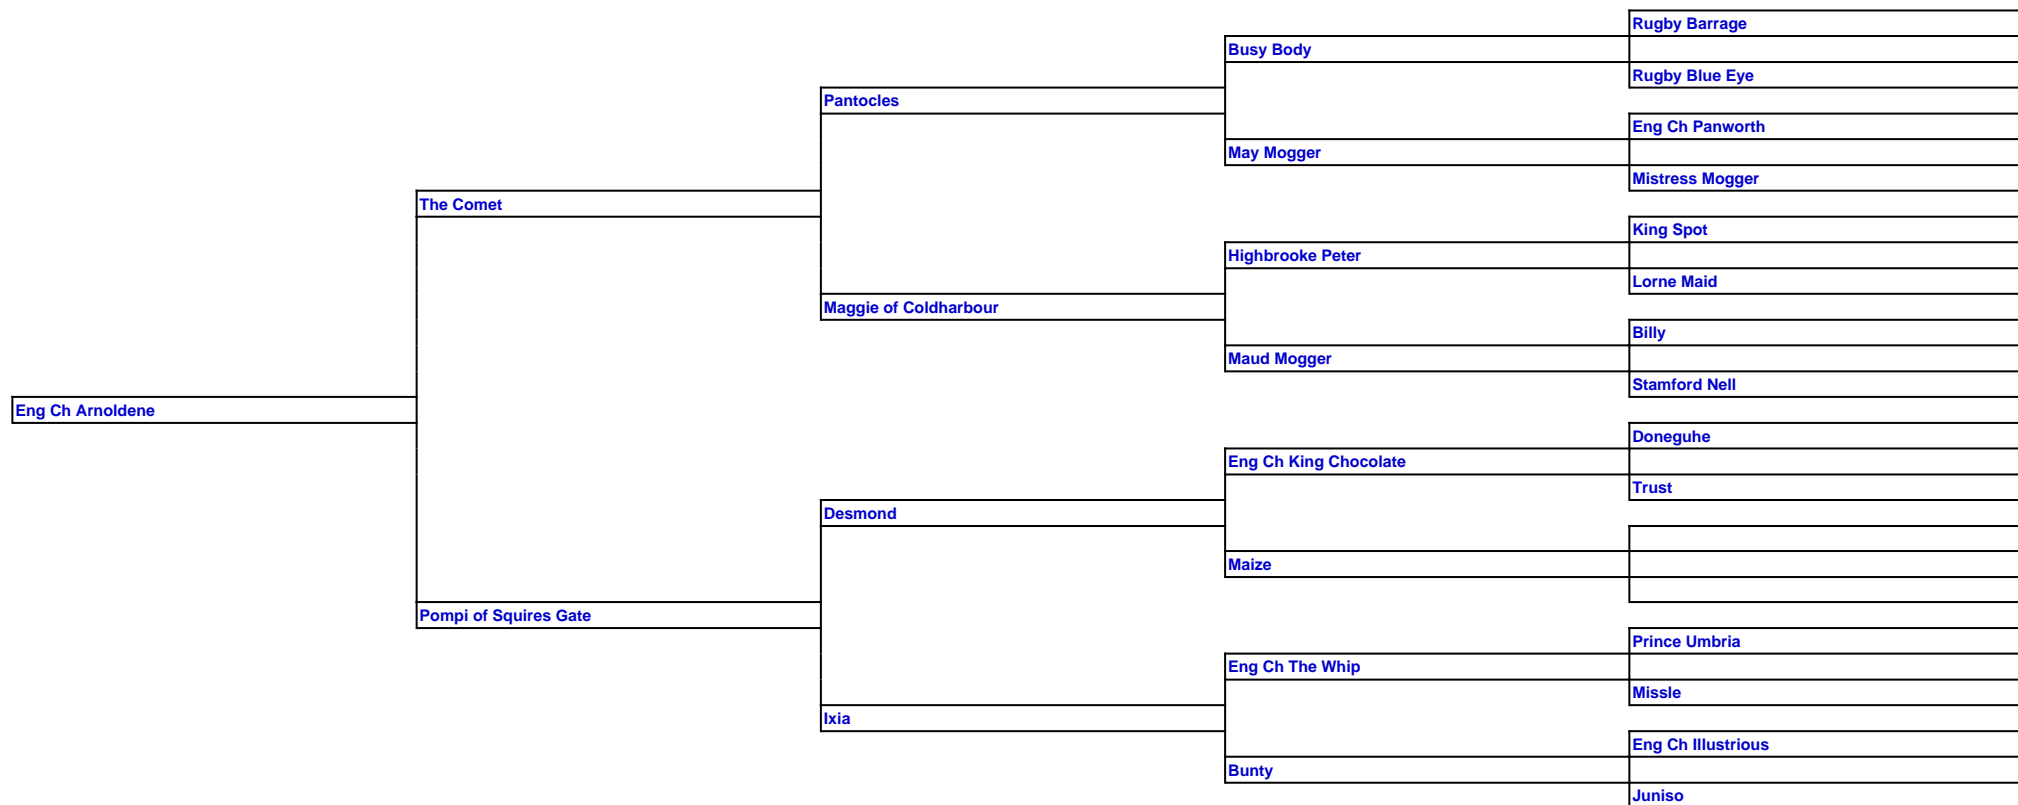 Rugby Barrage
Busy Body
Rugby Blue Eye
Pantocles
Eng Ch Panworth
May Mogger
Mistress Mogger
The Comet
King Spot
Highbrooke Peter
Lorne Maid
Maggie of Coldharbour
Billy
Maud Mogger
Stamford Nell
Eng Ch Arnoldene
Doneguhe
Eng Ch King Chocolate
Trust
Desmond
Maize
Pompi of Squires Gate
Prince Umbria
Eng Ch The Whip
Missle
Ixia
Eng Ch Illustrious
Bunty
Juniso